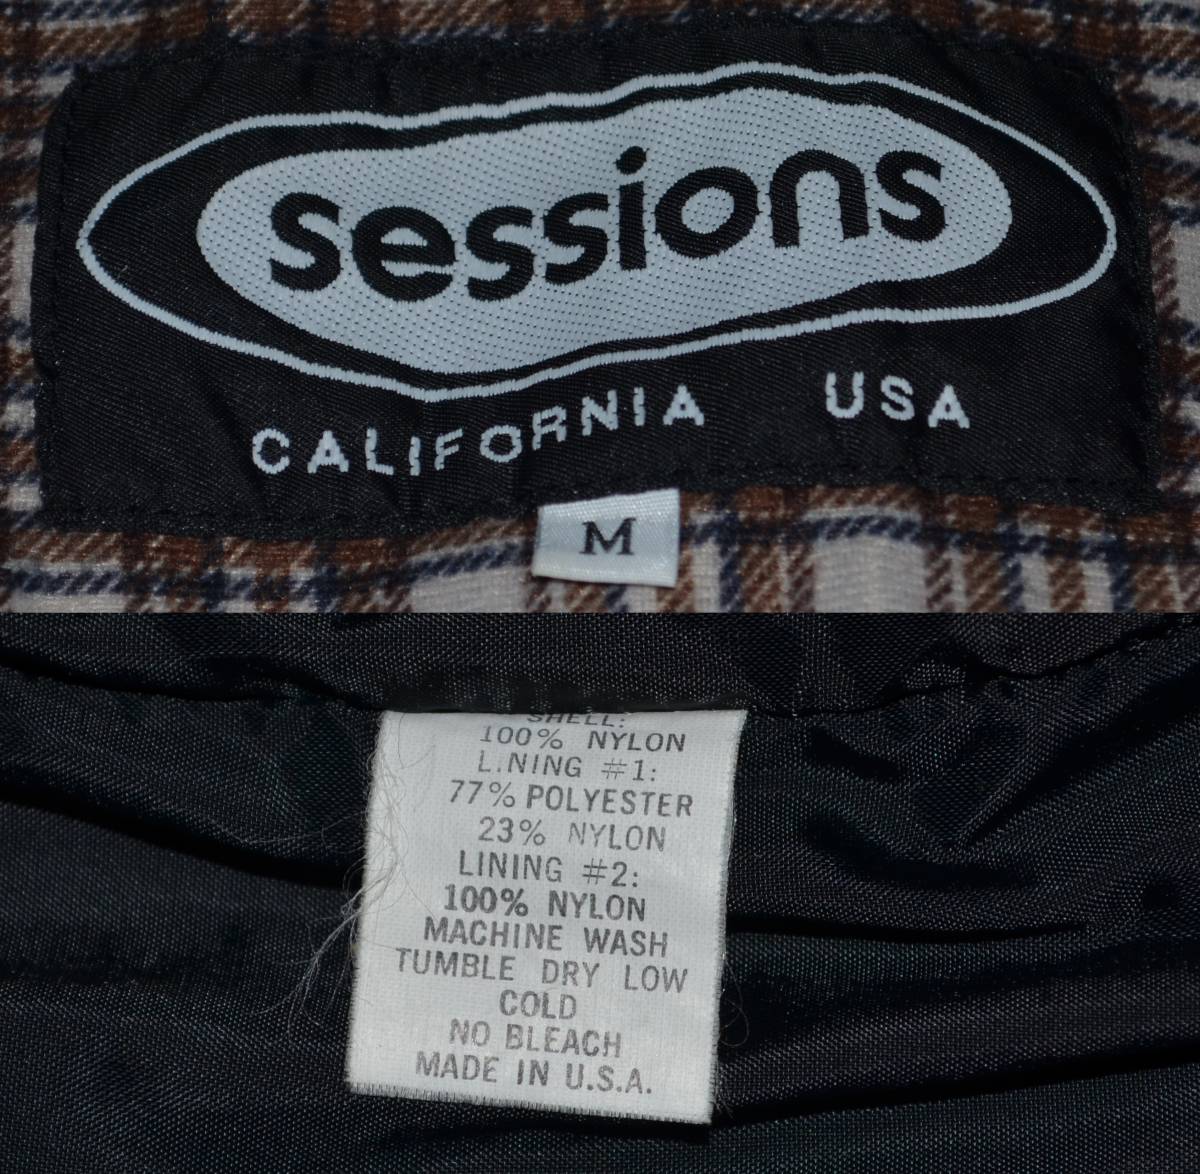 sessions
CALIFORNIA USA
M
SHELL:
100% NYLON
L.NING #1:
77% POLYESTER
23% NYLON
LINING #2:
100% NYLON
MACHINE WASH
TUMBLE DRY LOW
COLD
NO BLEACH
MADE IN U.S.A.